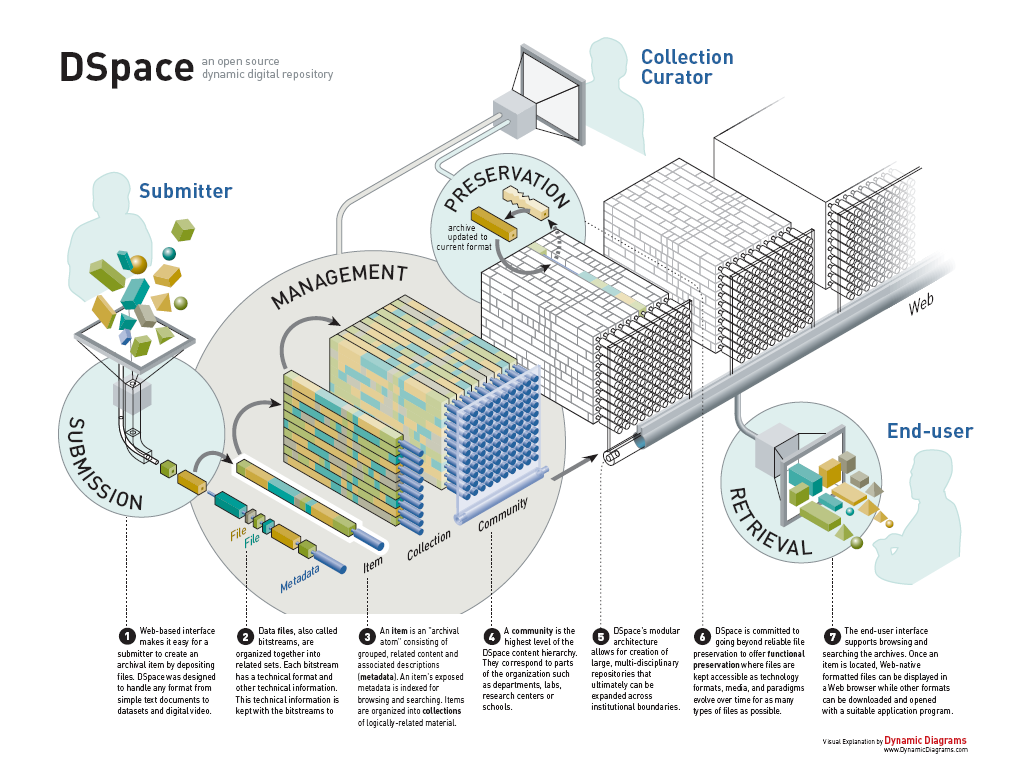 DSpace
an open source
dynamic digital repository
Collection
Curator
Submitter
PRESERVATION
archive
updated to
current format
MANAGEMENT
Web
End-user
SUBMISSION
RETRIEVAL
File
File
Metadata
Item
Collection
Community
1 Web-based interface
makes it easy for a
submitter to create an
archival item by depositing
files. DSpace was designed
to handle any format from
simple text documents to
datasets and digital video.
2 Data files, also called
bitstreams, are
organized together into
related sets. Each bitstream
has a technical format and
other technical information.
This technical information is
kept with the bitstreams to
3 An item is an "archival
atom" consisting of
grouped, related content and
associated descriptions
(metadata). An item's exposed
metadata is indexed for
browsing and searching. Items
are organized into collections
of logically-related material.
4 A community is the
highest level of the
DSpace content hierarchy.
They correspond to parts
of the organization such
as departments, labs,
research centers or
schools.
5 DSpace's modular
architecture
allows for creation of
large, multi-disciplinary
repositories that
ultimately can be
expanded across
institutional boundaries.
6 DSpace is committed to
going beyond reliable file
preservation to offer functional
preservation where files are
kept accessible as technology
formats, media, and paradigms
evolve over time for as many
types of files as possible.
7 The end-user interface
supports browsing and
searching the archives. Once an
item is located, Web-native
formatted files can be displayed in
a Web browser while other formats
can be downloaded and opened
with a suitable application program.
Visual Explanation by Dynamic Diagrams
www.DynamicDiagrams.com